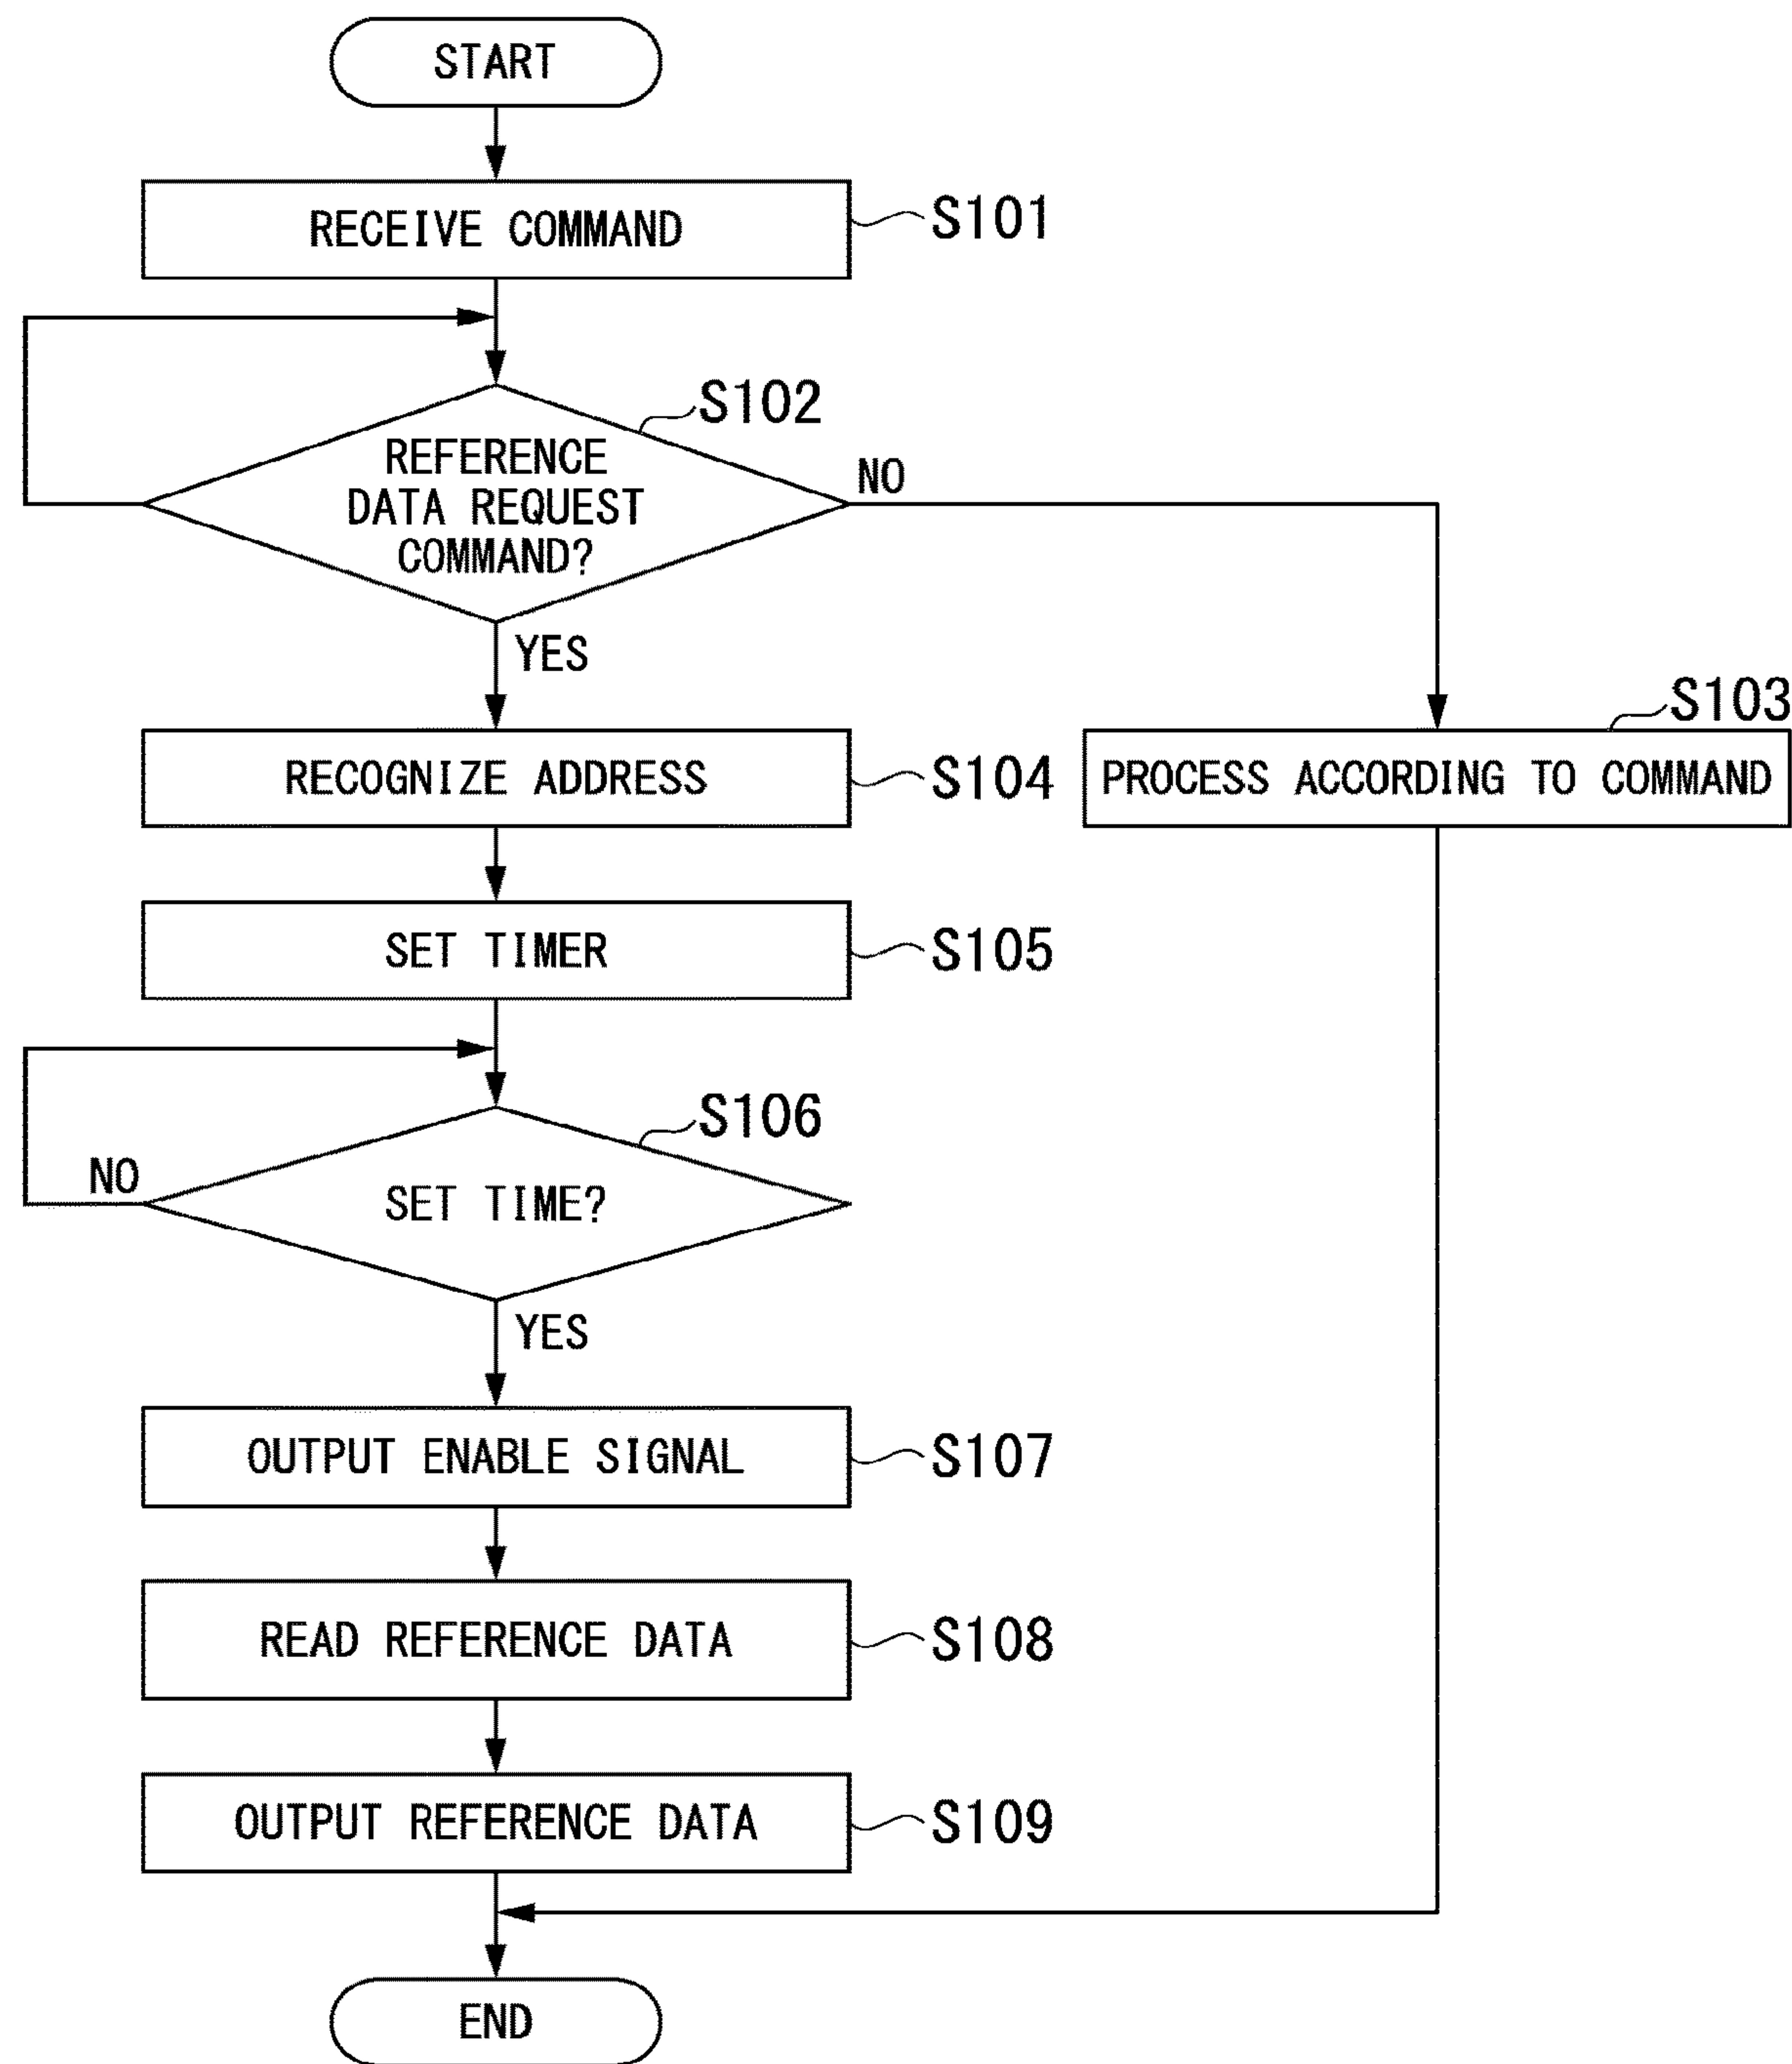 START
RECEIVE COMMAND
S101
S102
REFERENCE
DATA REQUEST
COMMAND?
NO
YES
S103
RECOGNIZE ADDRESS
S104
PROCESS ACCORDING TO COMMAND
SET TIMER
S105
S106
NO
SET TIME?
YES
OUTPUT ENABLE SIGNAL
S107
READ REFERENCE DATA
S108
OUTPUT REFERENCE DATA
S109
END